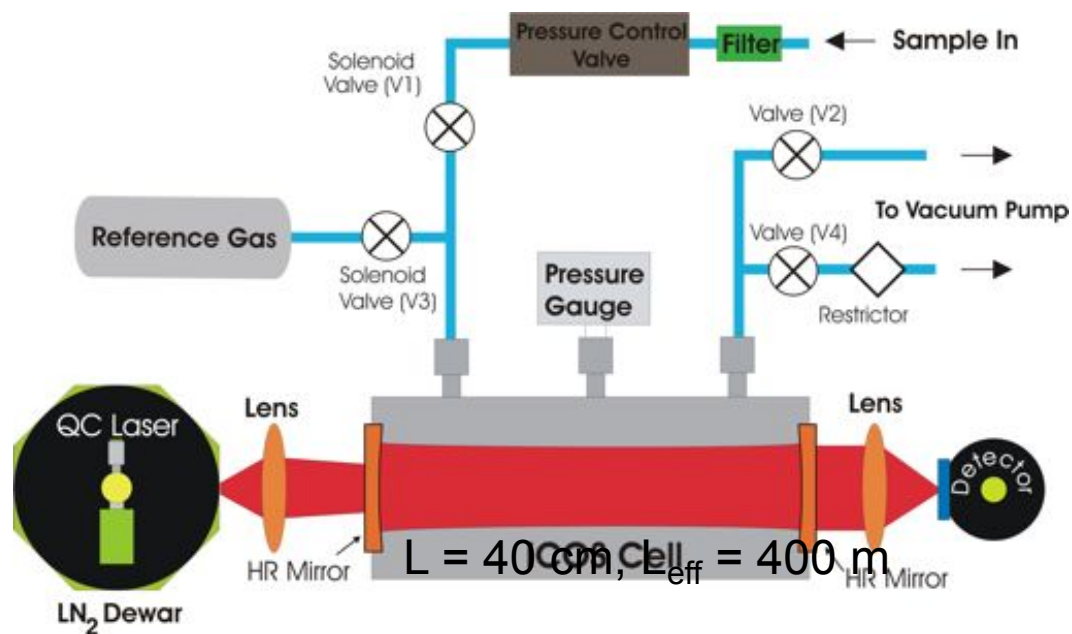 Pressure Control
Valve
Filter
Sample In
Solenoid
Valve (V1)
Valve (V2)
To Vacuum Pump
Reference Gas
Solenoid
Valve (V3)
Valve (V4)
Restrictor
Pressure
Gauge
Lens
Lens
QC Laser
Detector
HR Mirror
ICOS Cell
L = 40 cm, Leff = 400 m
HR Mirror
LN2 Dewar